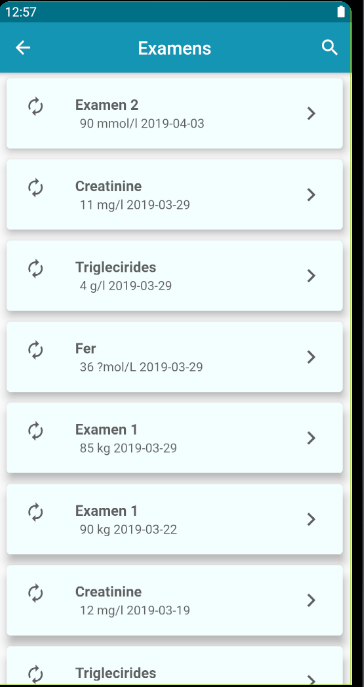 12:57
Examens
Examen 2
90 mmol/l 2019-04-03
Creatinine
11 mg/l 2019-03-29
Triglecirides
4 g/l 2019-03-29
Fer
36 ?mol/L 2019-03-29
Examen 1
85 kg 2019-03-29
Examen 1
90 kg 2019-03-22
Creatinine
12 mg/l 2019-03-19
Triglecirides